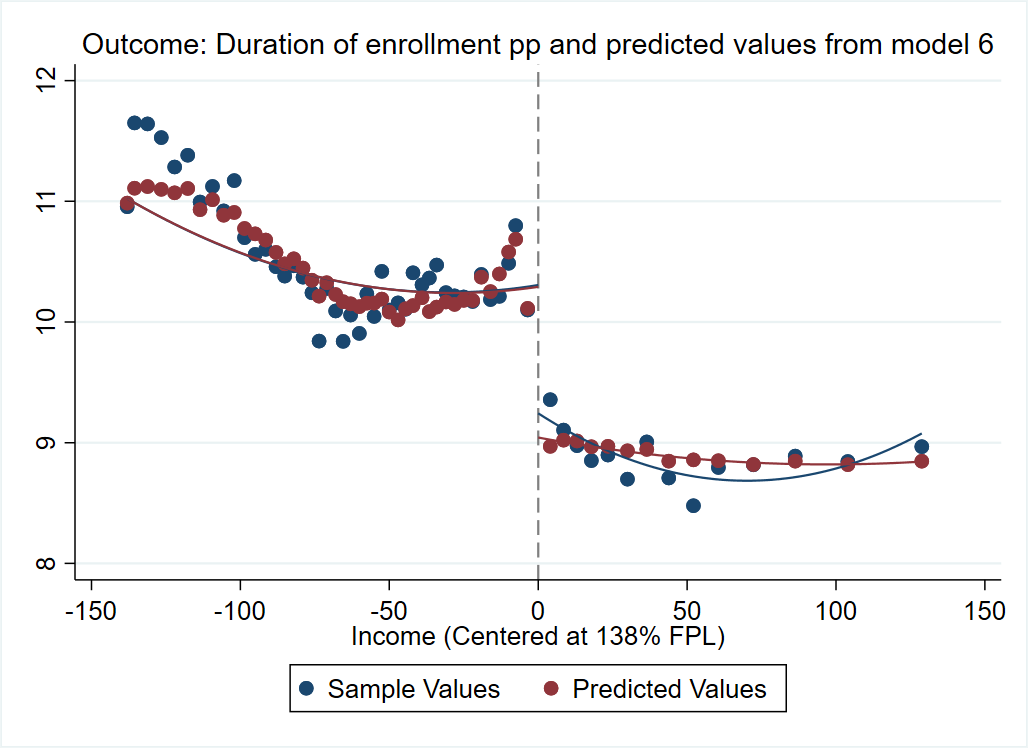 Outcome: Duration of enrollment pp and predicted values from model 6
12
11
10
9
8
-150 -100 -50 0 50 100 150
Income (Centered at 138% FPL)
Sample Values Predicted Values